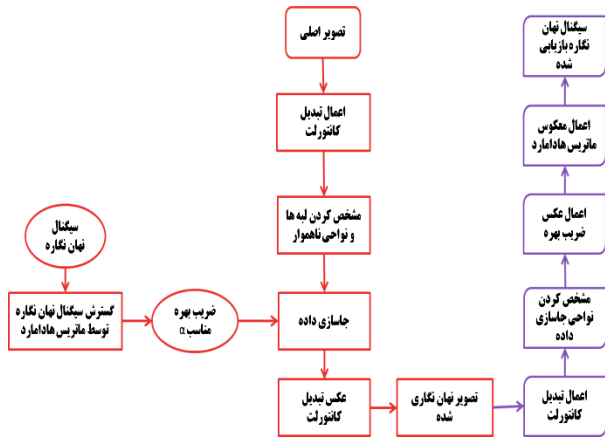 تصویر اصلی
اعمال تبدیل
کانتورلت
مشخص کردن لبه ها
و نواحی ناهموار
سیگنال
نهان نگاره
گسترش سیگنال نهان نگاره
توسط ماتریس هادامارد
ضریب بهره
مناسب α
جاسازی داده
عکس تبدیل
کانتورلت
تصویر نهان نگاری
شده
اعمال تبدیل
کانتورلت
مشخص کردن
نواحی جاسازی
داده
اعمال عکس
ضریب بهره
اعمال معکوس
ماتریس هادامارد
سیگنال نهان
نگاره بازیابی
شده